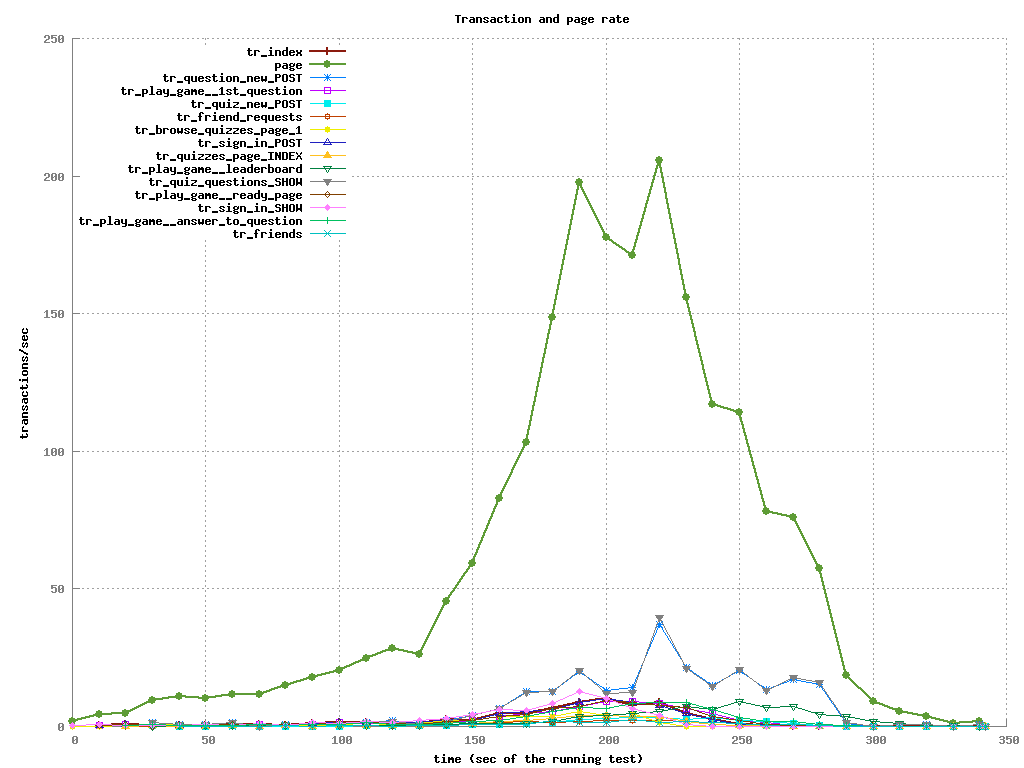 Transaction and page rate
250
200
150
100
50
0
transactions/sec
tr_index
page
tr_question_new_POST
tr_play_game__1st_question
tr_quiz_new_POST
tr_friend_requests
tr_browse_quizzes_page_1
tr_sign_in_POST
tr_quizzes_page_INDEX
tr_play_game__leaderboard
tr_quiz_questions_SHOW
tr_play_game__ready_page
tr_sign_in_SHOW
tr_play_game__answer_to_question
tr_friends
0 50 100 150 200 250 300 350
time (sec of the running test)